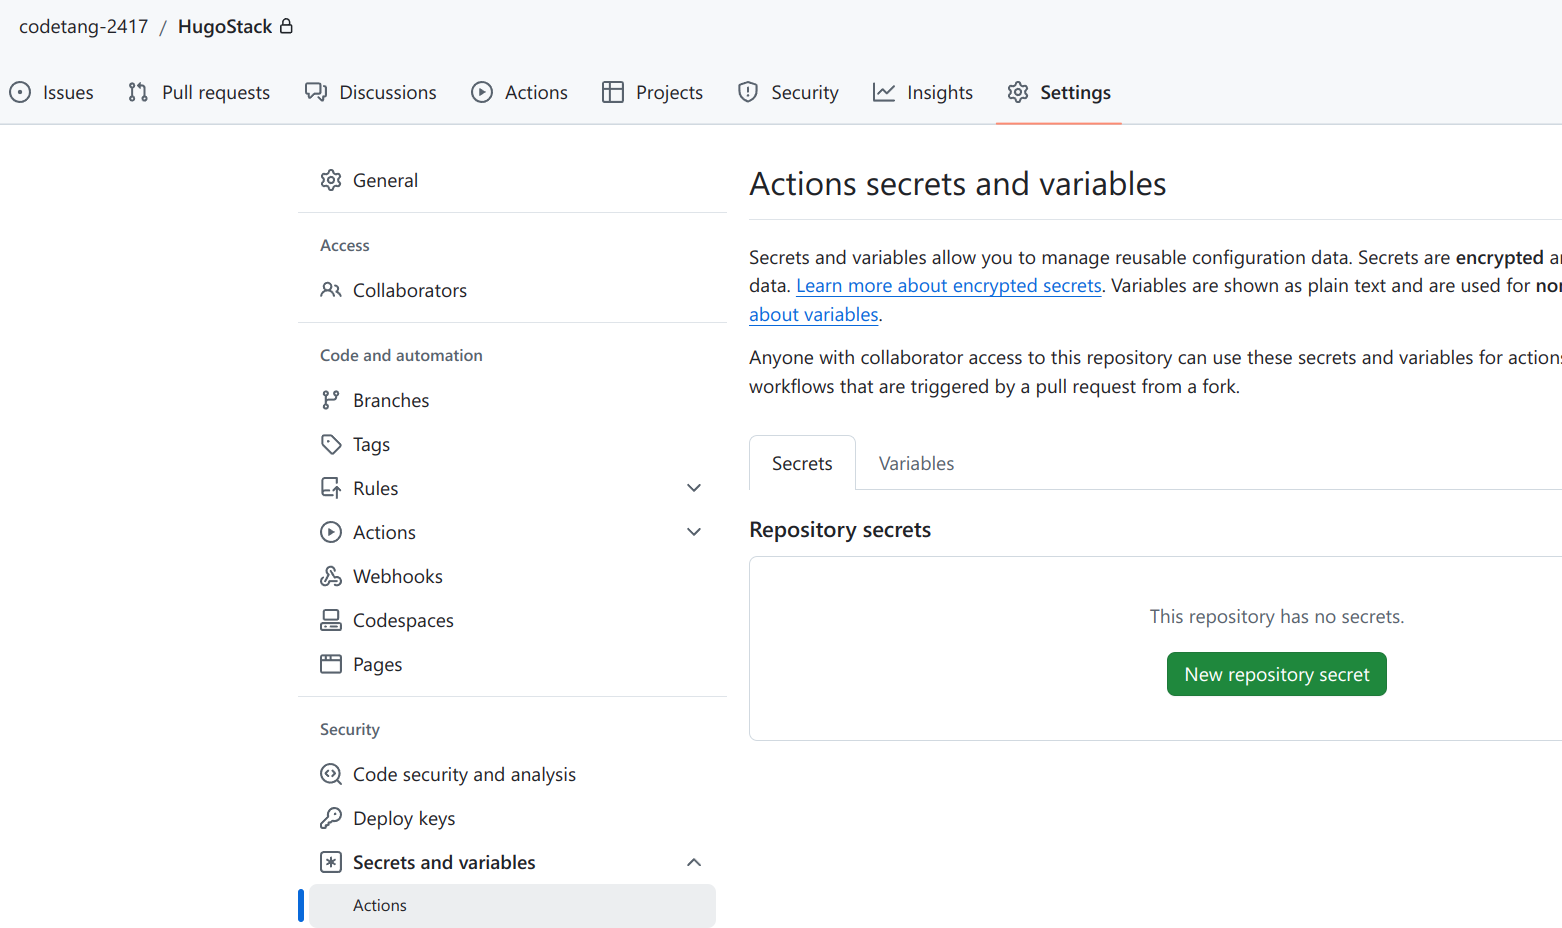 codetang-2417 / HugoStack
Issues Pull requests Discussions Actions Projects Security Insights Settings
General
Access
Collaborators
Code and automation
Branches
Tags
Rules
Actions
Webhooks
Codespaces
Pages
Security
Code security and analysis
Deploy keys
Secrets and variables
Actions
Actions secrets and variables
Secrets and variables allow you to manage reusable configuration data. Secrets are encrypted
data. Learn more about encrypted secrets. Variables are shown as plain text and are used for
about variables.
Anyone with collaborator access to this repository can use these secrets and variables for actions
workflows that are triggered by a pull request from a fork.
Secrets Variables
Repository secrets
This repository has no secrets.
New repository secret